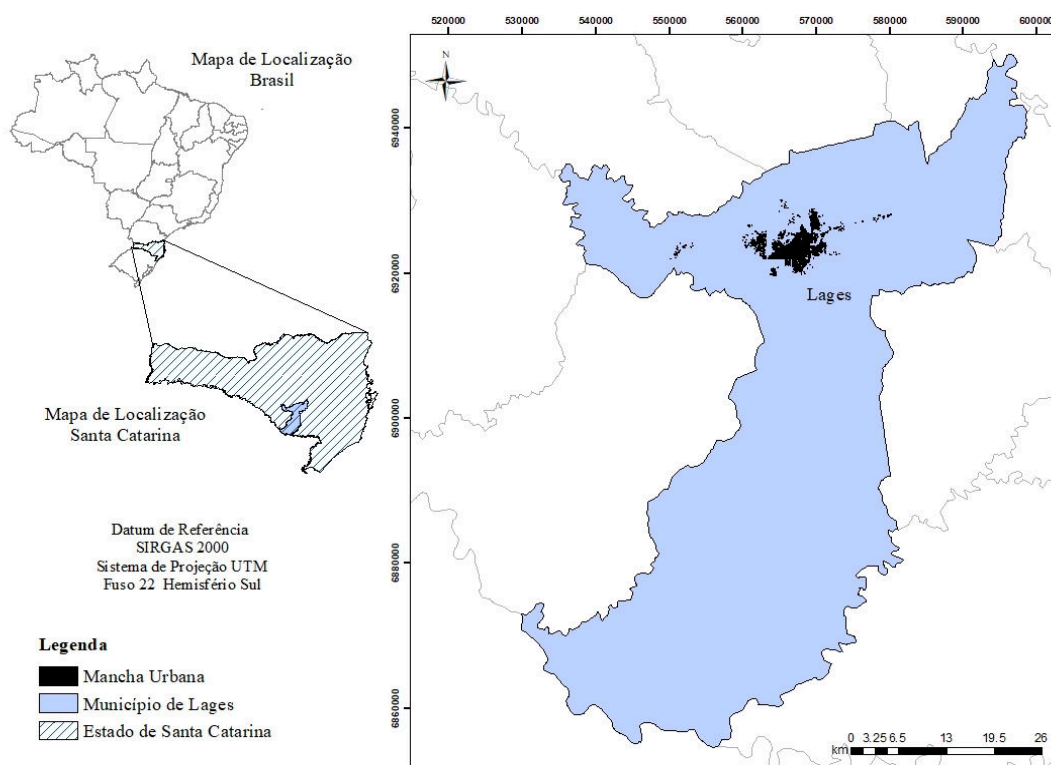 Mapa de Localização
Brasil
Mapa de Localização
Santa Catarina
Datum de Referência
SIRGAS 2000
Sistema de Projeção UTM
Fuso 22 Hemisfério Sul
Legenda
Mancha Urbana
Município de Lages
Estado de Santa Catarina
520000 530000 540000 550000 560000 570000 580000 590000 600000
N
6940000
6920000
6900000
6880000
6860000
Lages
km 0 3.25 6.5 13 19.5 26